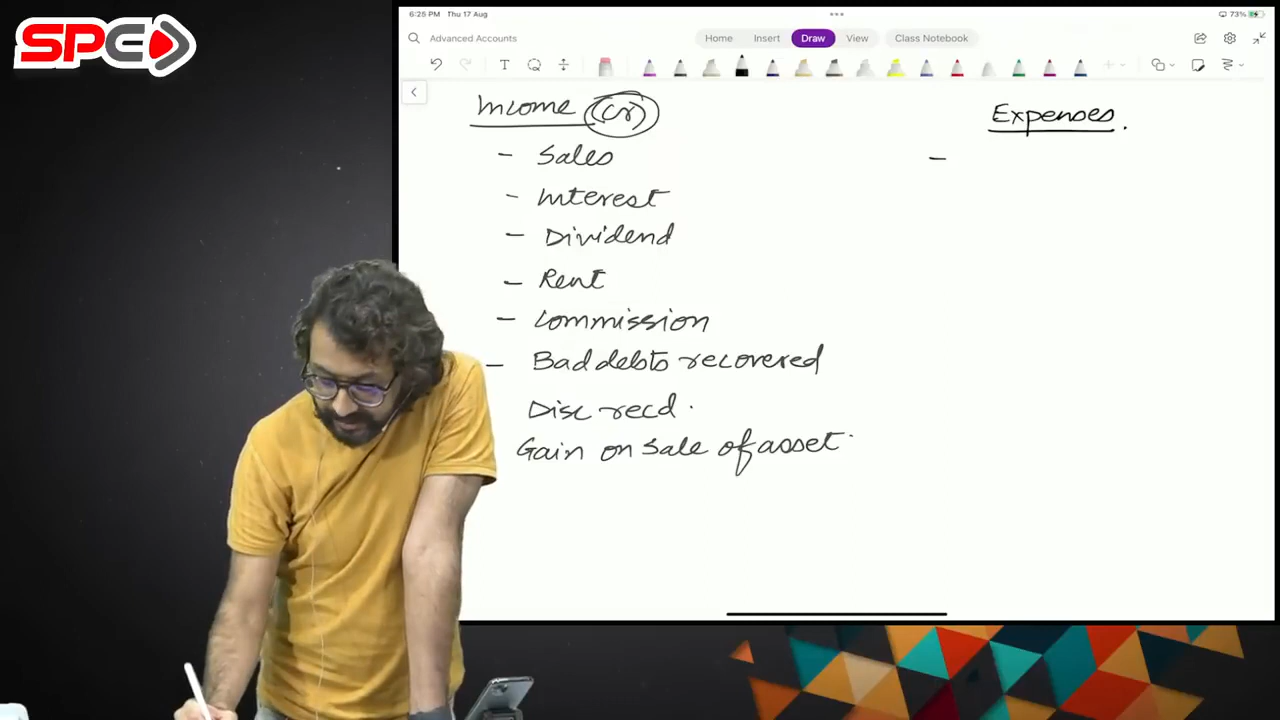 SPE
6:25 PM Thu 17 Aug
73%
Advanced Accounts
Home Insert Draw View Class Notebook
Income (Cr)
Expenses.
- Sales
-
- Interest
- Dividend
- Rent
- Commission
- Bad debts recovered
Disc recd.
Gain on Sale of asset.